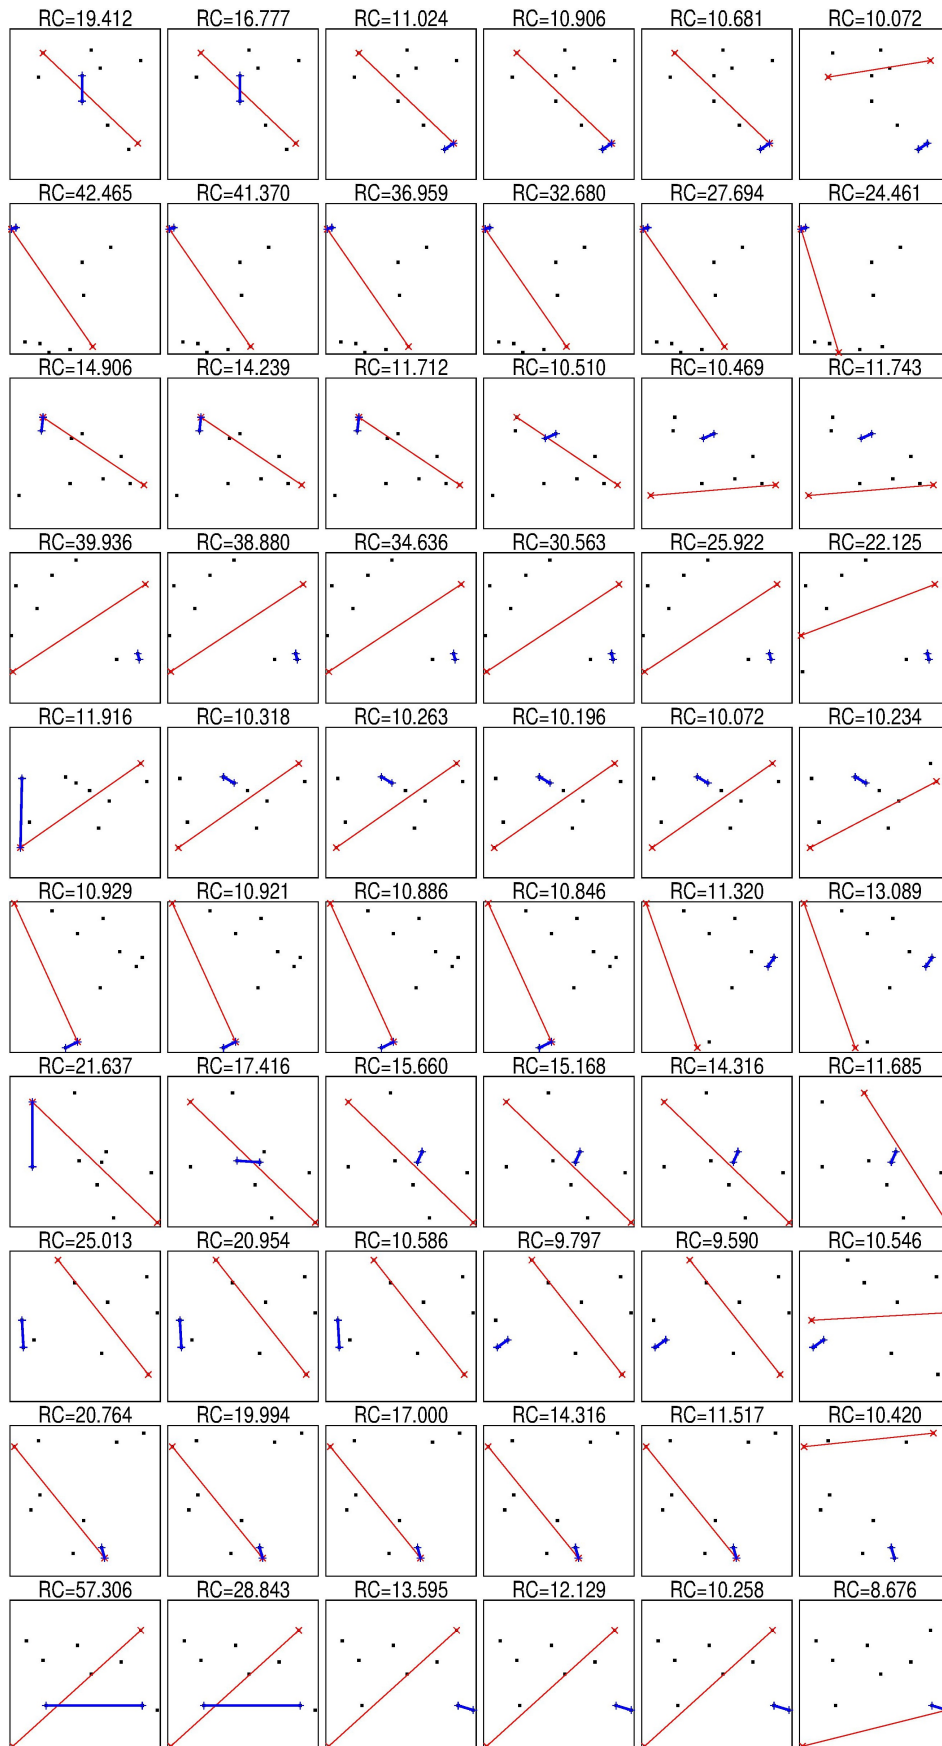 RC=19.412 RC=16.777 RC=11.024 RC=10.906 RC=10.681 RC=10.072
RC=42.465 RC=41.370 RC=36.959 RC=32.680 RC=27.694 RC=24.461
RC=14.906 RC=14.239 RC=11.712 RC=10.510 RC=10.469 RC=11.743
RC=39.936 RC=38.880 RC=34.636 RC=30.563 RC=25.922 RC=22.125
RC=11.916 RC=10.318 RC=10.263 RC=10.196 RC=10.072 RC=10.234
RC=10.929 RC=10.921 RC=10.886 RC=10.846 RC=11.320 RC=13.089
RC=21.637 RC=17.416 RC=15.660 RC=15.168 RC=14.316 RC=11.685
RC=25.013 RC=20.954 RC=10.586 RC=9.797 RC=9.590 RC=10.546
RC=20.764 RC=19.994 RC=17.000 RC=14.316 RC=11.517 RC=10.420
RC=57.306 RC=28.843 RC=13.595 RC=12.129 RC=10.258 RC=8.676